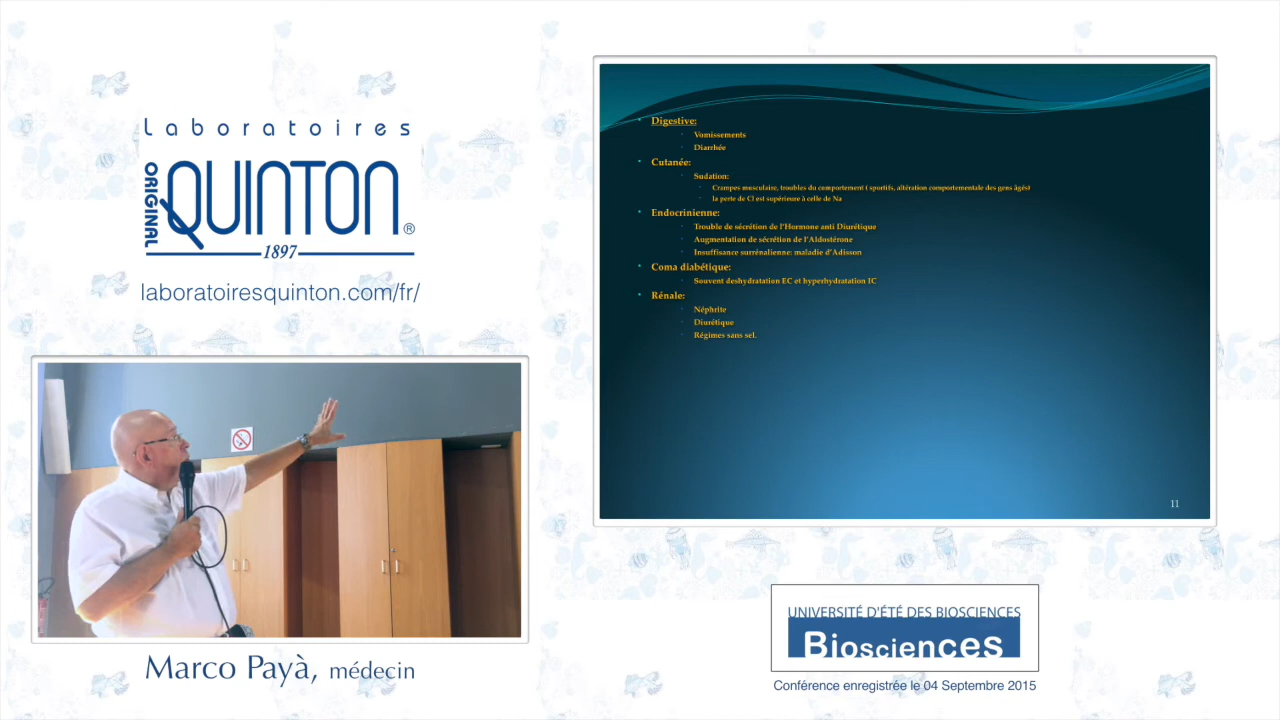 Laboratoires
ORIGINAL
QUINTON®
1897
laboratoiresquinton.com/fr/
Marco Payà, médecin
Digestive:
Vomissements
Diarrhée
Cutanée:
Sudation:
Crampes musculaire, troubles du comportement ( sportifs, altération comportementale des gens âgés)
la perte de Cl est supérieure à celle de Na
Endocrinienne:
Trouble de sécrétion de l'Hormone anti Diurétique
Augmentation de sécrétion de l'Aldostérone
Insuffisance surrénalienne: maladie d'Adisson
Coma diabétique:
Souvent deshydratation EC et hyperhydratation IC
Rénale:
Néphrite
Diurétique
Régimes sans sel.
11
UNIVERSITÉ D'ÉTÉ DES BIOSCIENCES
Biosciences
Conférence enregistrée le 04 Septembre 2015